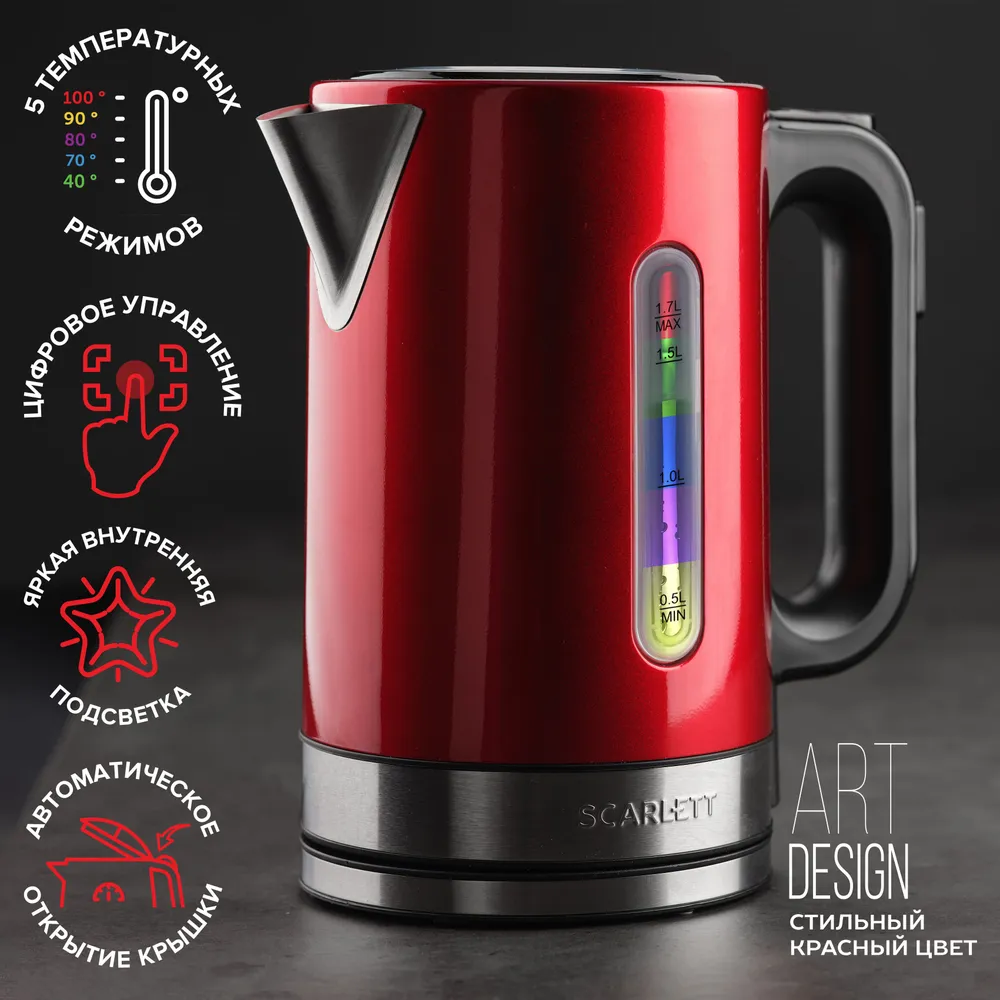 5 ТЕМПЕРАТУРНЫХ
100 °
90 °
80 °
70 °
40 °
РЕЖИМОВ
ЦИФРОВОЕ УПРАВЛЕНИЕ
ЯРКАЯ ВНУТРЕННЯЯ
ПОДСВЕТКА
АВТОМАТИЧЕСКОЕ
ОТКРЫТИЕ КРЫШКИ
1.7L
MAX
1.5L
1.0L
0.5L
MIN
SCARLETT
ART
DESIGN
СТИЛЬНЫЙ
КРАСНЫЙ ЦВЕТ